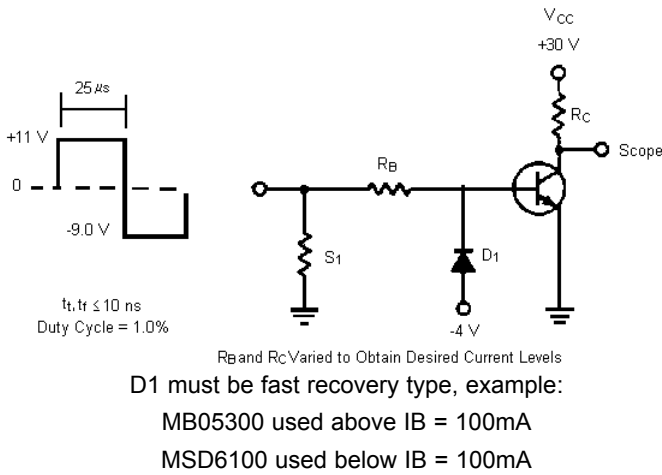 VCC
+30 V
25 μs
RC
+11 V
Scope
RB
0
-9.0 V
S1
D1
tt, tf ≤ 10 ns
Duty Cycle = 1.0%
-4 V
RB and RC Varied to Obtain Desired Current Levels
D1 must be fast recovery type, example:
MB05300 used above IB = 100mA
MSD6100 used below IB = 100mA